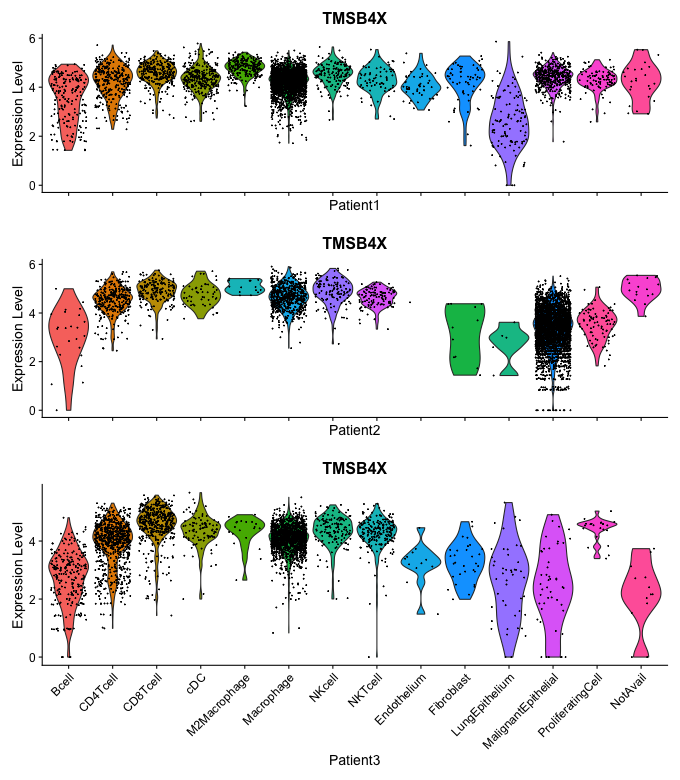 TMSB4X
Expression Level
6
4
2
0
Patient1
TMSB4X
Expression Level
6
4
2
0
Patient2
TMSB4X
Expression Level
4
2
0
Bcell
CD4Tcell
CD8Tcell
cDC
M2Macrophage
Macrophage
NKcell
NKTcell
Endothelium
Fibroblast
LungEpithelium
MalignantEpithelial
ProliferatingCell
NotAvail
Patient3